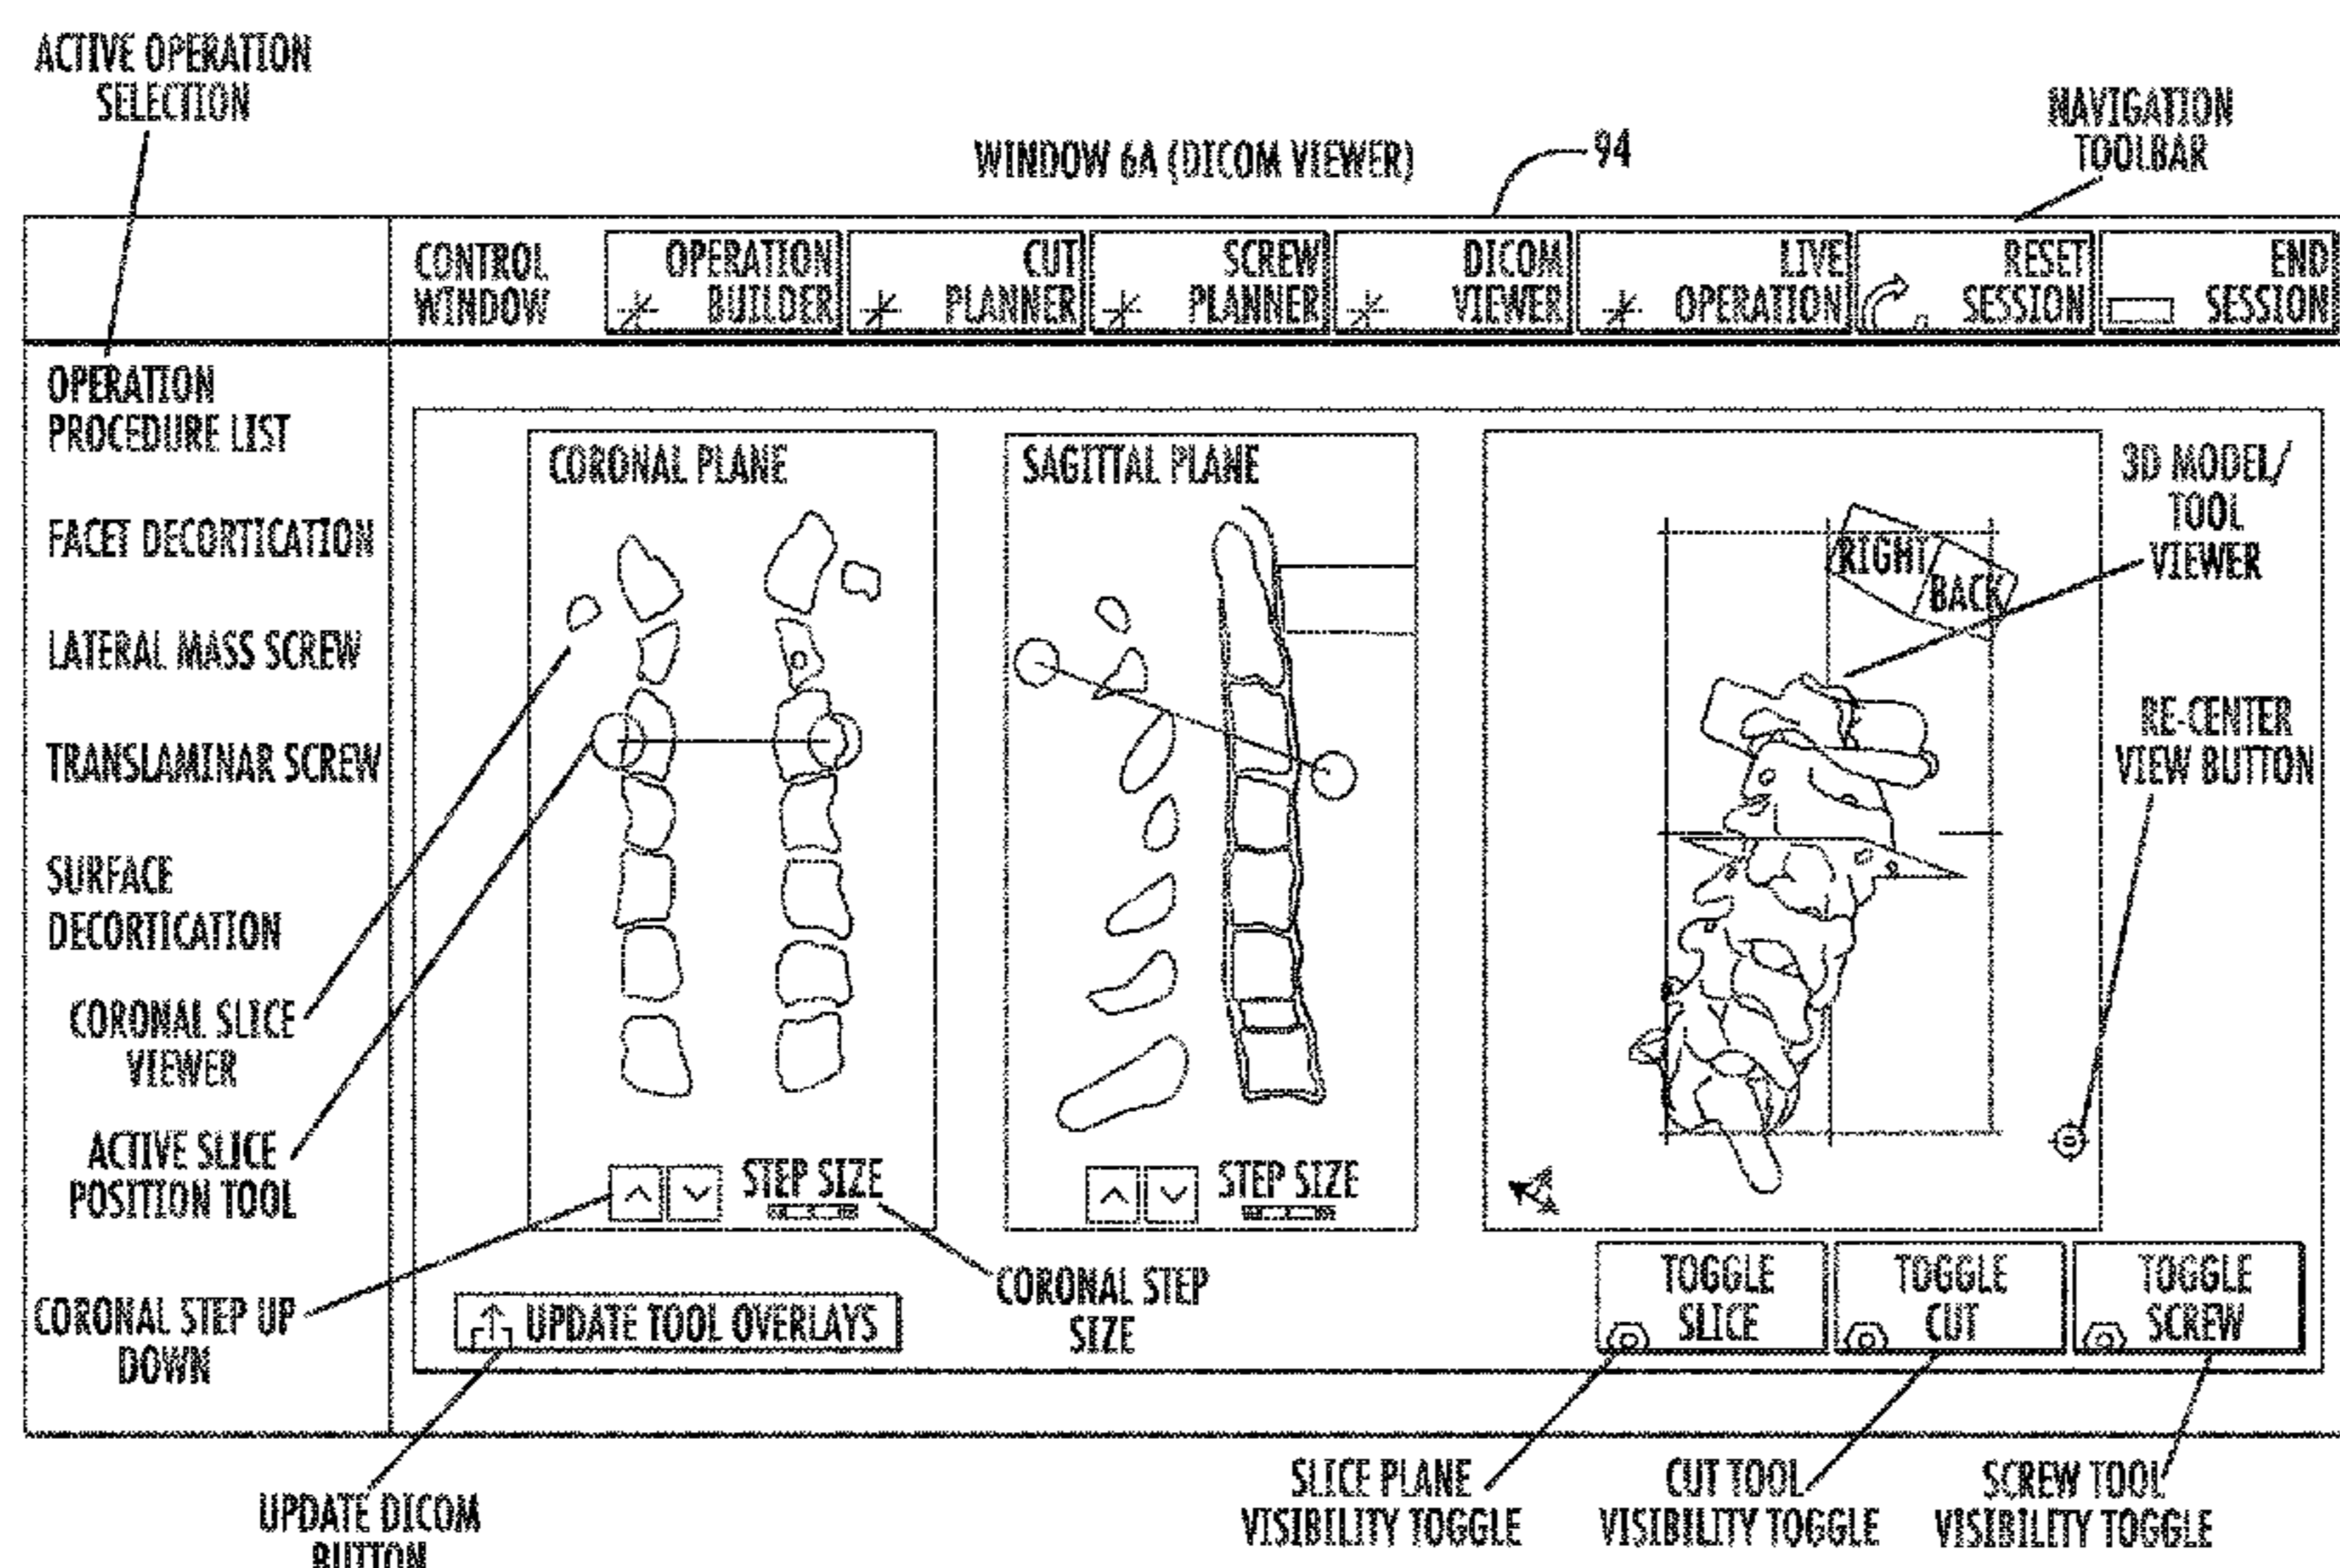 ACTIVE OPERATION
SELECTION
WINDOW 6A (DICOM VIEWER)
94
NAVIGATION
TOOLBAR
CONTROL
WINDOW
OPERATION
BUILDER
CUT
PLANNER
SCREW
PLANNER
DICOM
VIEWER
LIVE
OPERATION
RESET
SESSION
END
SESSION
OPERATION
PROCEDURE LIST
FACET DECORTICATION
LATERAL MASS SCREW
TRANSLAMINAR SCREW
SURFACE
DECORTICATION
CORONAL SLICE
VIEWER
ACTIVE SLICE
POSITION TOOL
CORONAL STEP UP
DOWN
CORONAL PLANE
STEP SIZE
SAGITTAL PLANE
STEP SIZE
RIGHT
BACK
3D MODEL/
TOOL
VIEWER
RE-CENTER
VIEW BUTTON
UPDATE TOOL OVERLAYS
CORONAL STEP
SIZE
TOGGLE
SLICE
TOGGLE
CUT
TOGGLE
SCREW
UPDATE DICOM
BUTTON
SLICE PLANE
VISIBILITY TOGGLE
CUT TOOL
VISIBILITY TOGGLE
SCREW TOOL
VISIBILITY TOGGLE